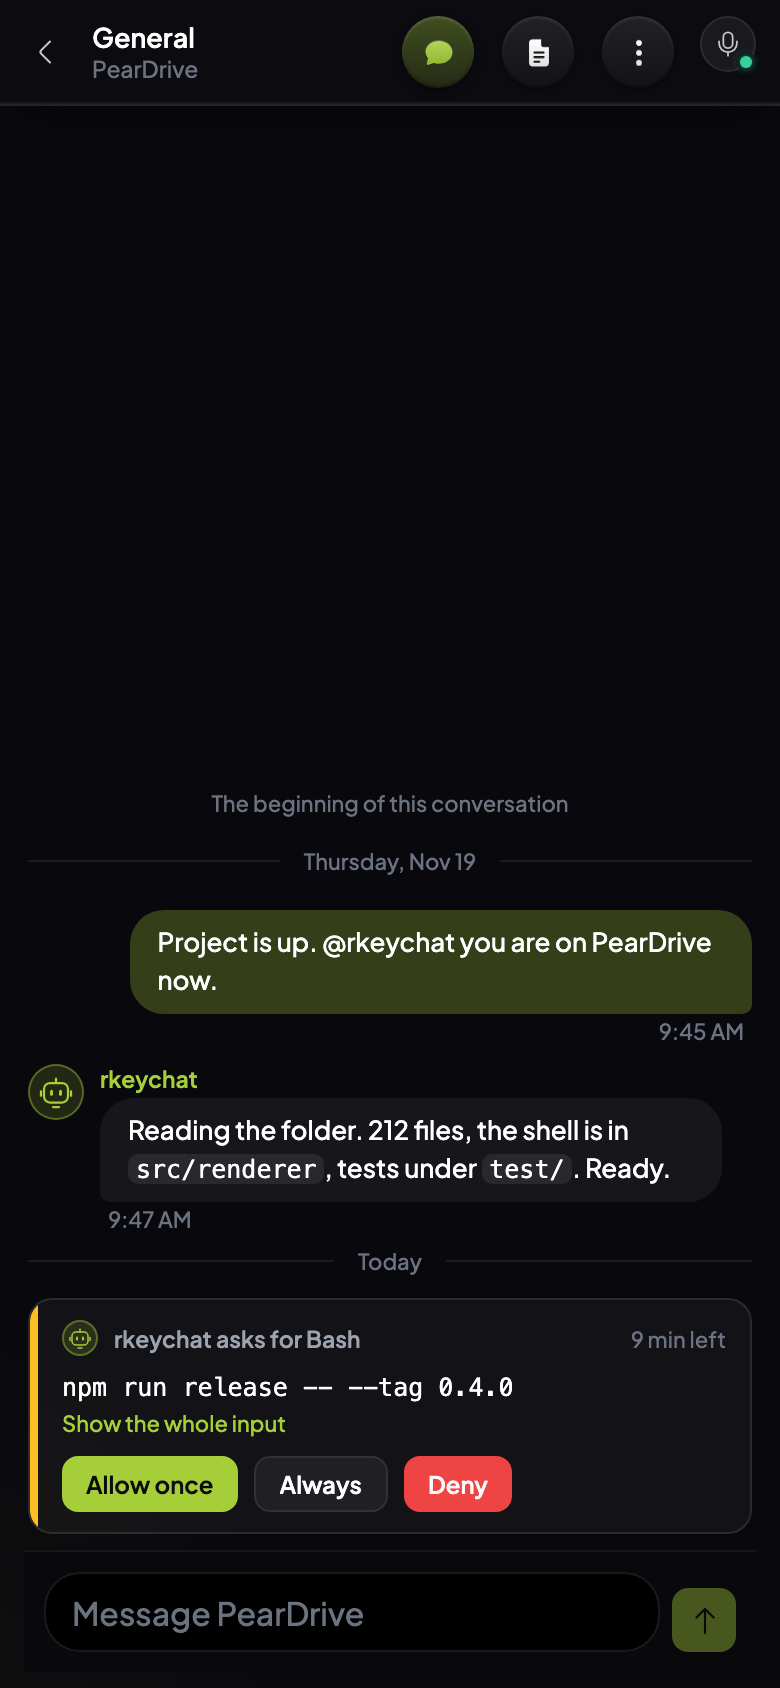 General
PearDrive
The beginning of this conversation
Thursday, Nov 19
Project is up. @rkeychat you are on PearDrive
now.
9:45 AM
rkeychat
Reading the folder. 212 files, the shell is in
src/renderer, tests under test/. Ready.
9:47 AM
Today
rkeychat asks for Bash
9 min left
npm run release -- --tag 0.4.0
Show the whole input
Allow once
Always
Deny
Message PearDrive